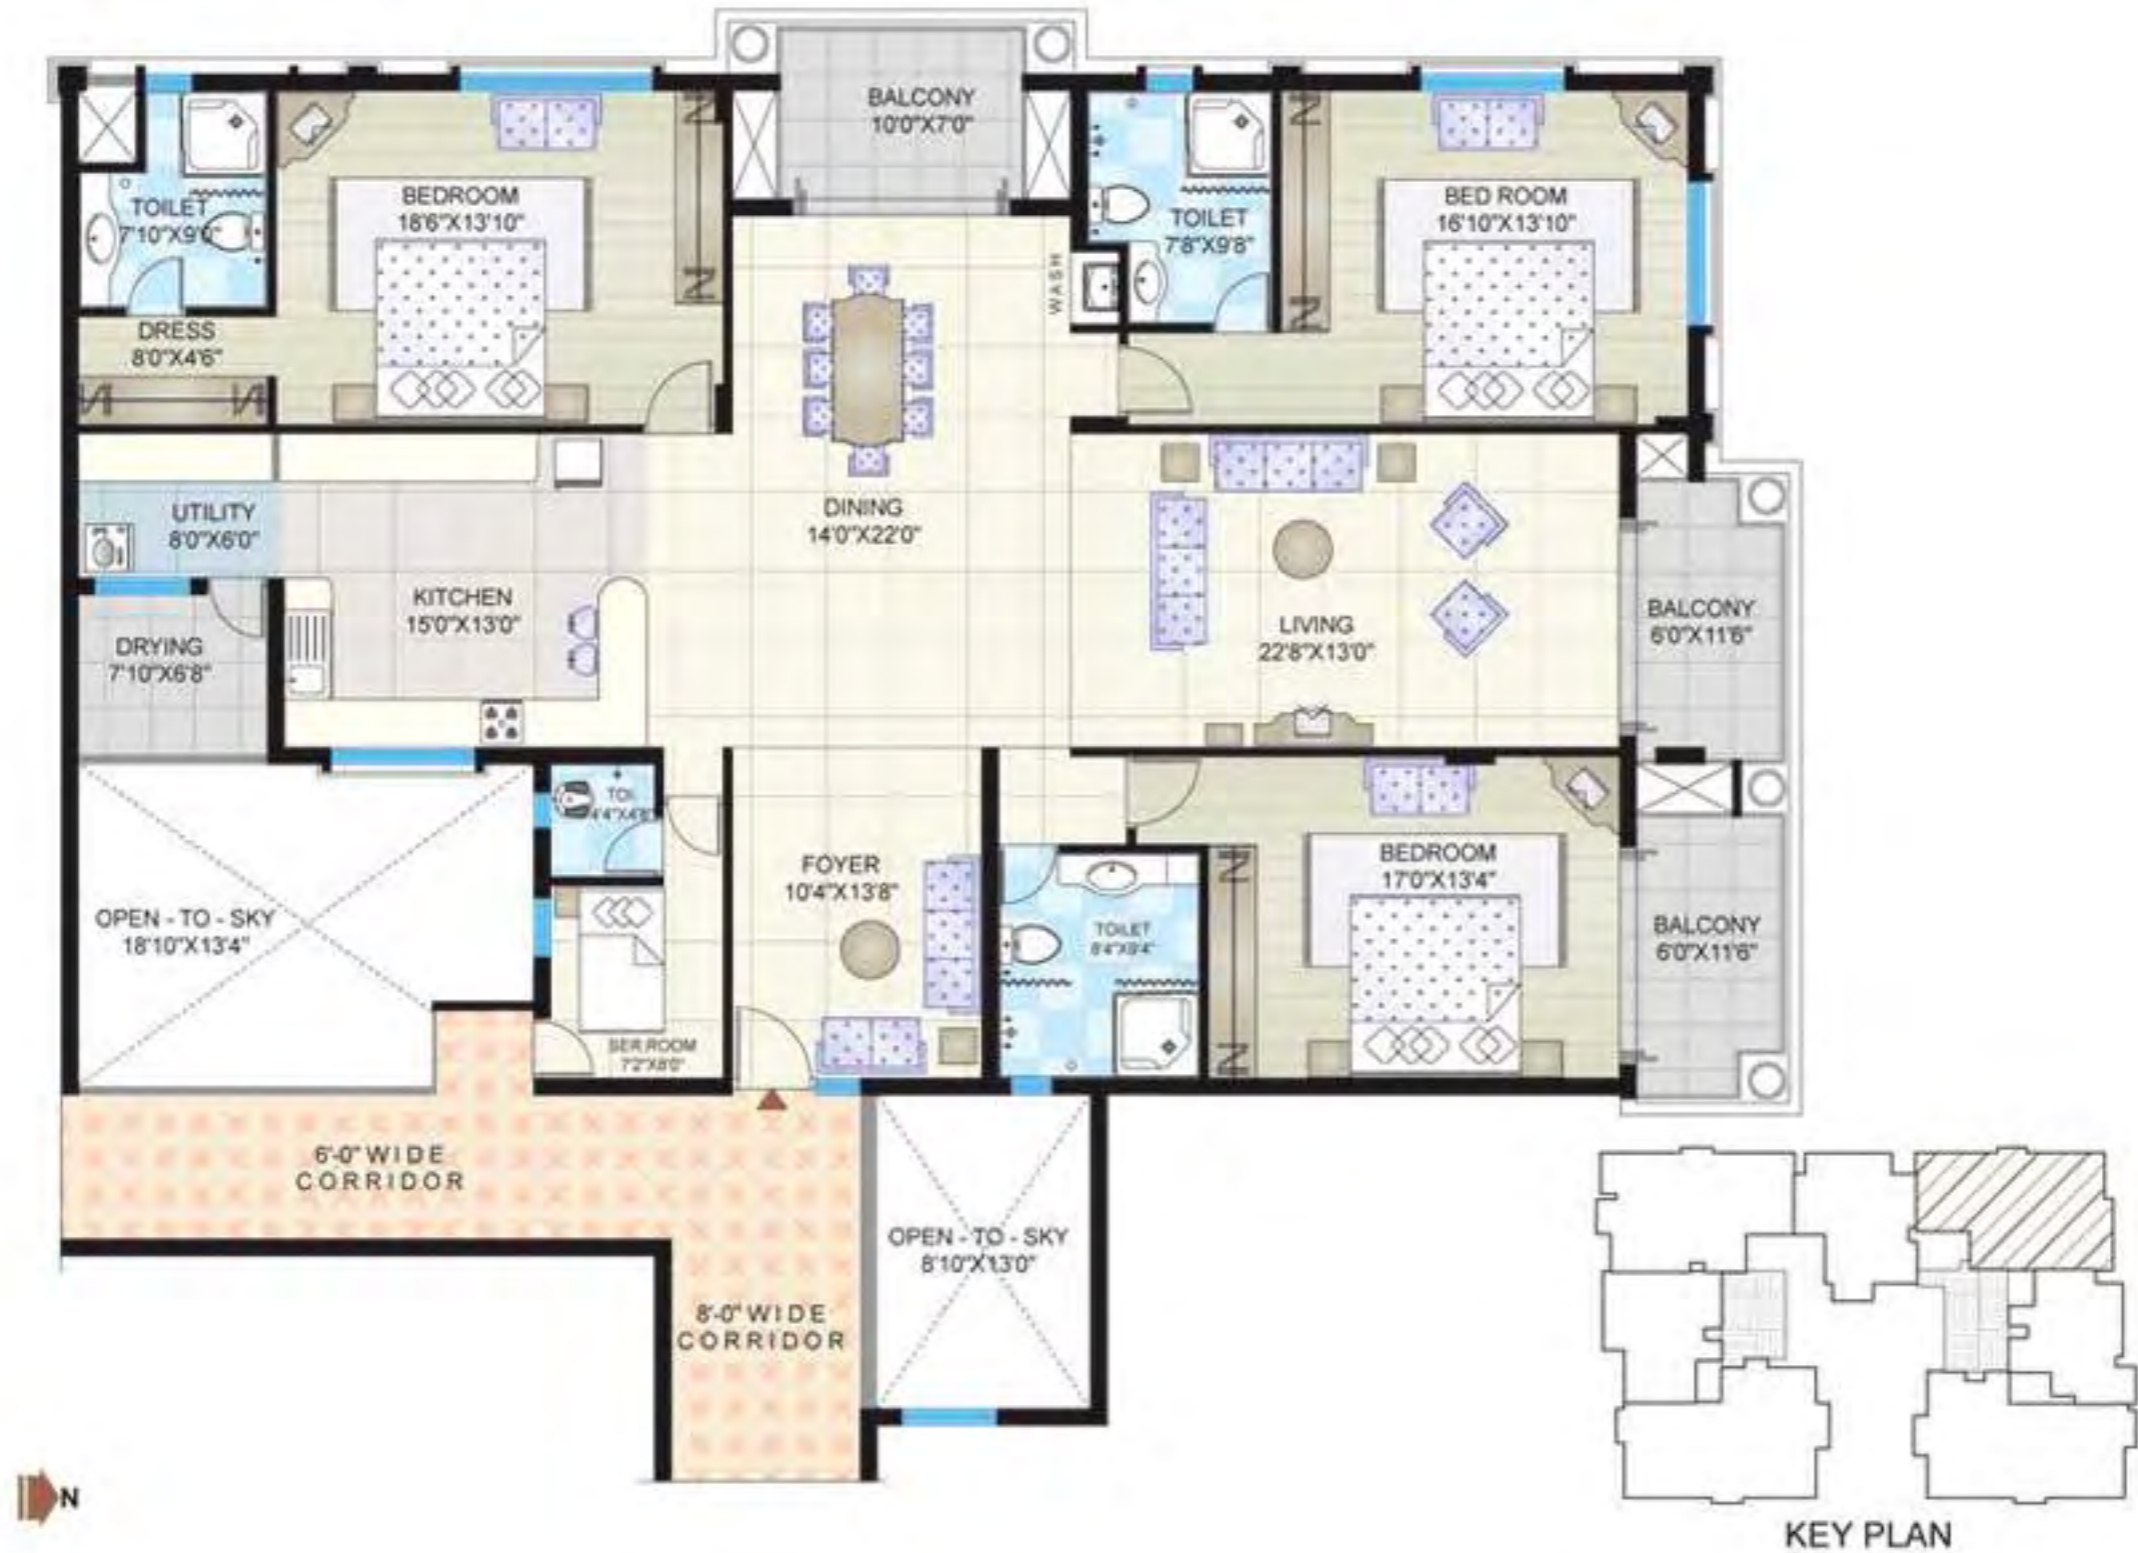 BALCONY
10'0"X7'0"
BEDROOM
18'6"X13'10"
BED ROOM
16'10"X13'10"
TOILET
7'10"X9'0"
TOILET
7'8"X9'8"
WASH
DRESS
8'0"X4'6"
UTILITY
8'0"X6'0"
DINING
14'0"X22'0"
KITCHEN
15'0"X13'0"
LIVING
22'8"X13'0"
BALCONY
6'0"X11'6"
DRYING
7'10"X6'8"
TOI.
FOYER
10'4"X13'8"
BEDROOM
17'0"X13'4"
OPEN - TO - SKY
18'10"X13'4"
TOILET
BALCONY
6'0"X11'6"
SER.ROOM
7'2"X8'0"
6'-0" WIDE
CORRIDOR
OPEN - TO - SKY
8'10"X13'0"
8'-0" WIDE
CORRIDOR
N
KEY PLAN